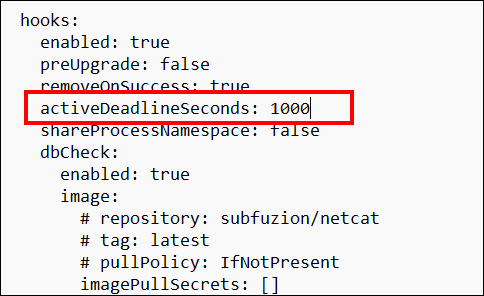 hooks:
enabled: true
preUpgrade: false
removeOnSuccess: true
activeDeadlineSeconds: 1000
shareProcessNamespace: false
dbCheck:
enabled: true
image:
# repository: subfuzion/netcat
# tag: latest
# pullPolicy: IfNotPresent
imagePullSecrets: []